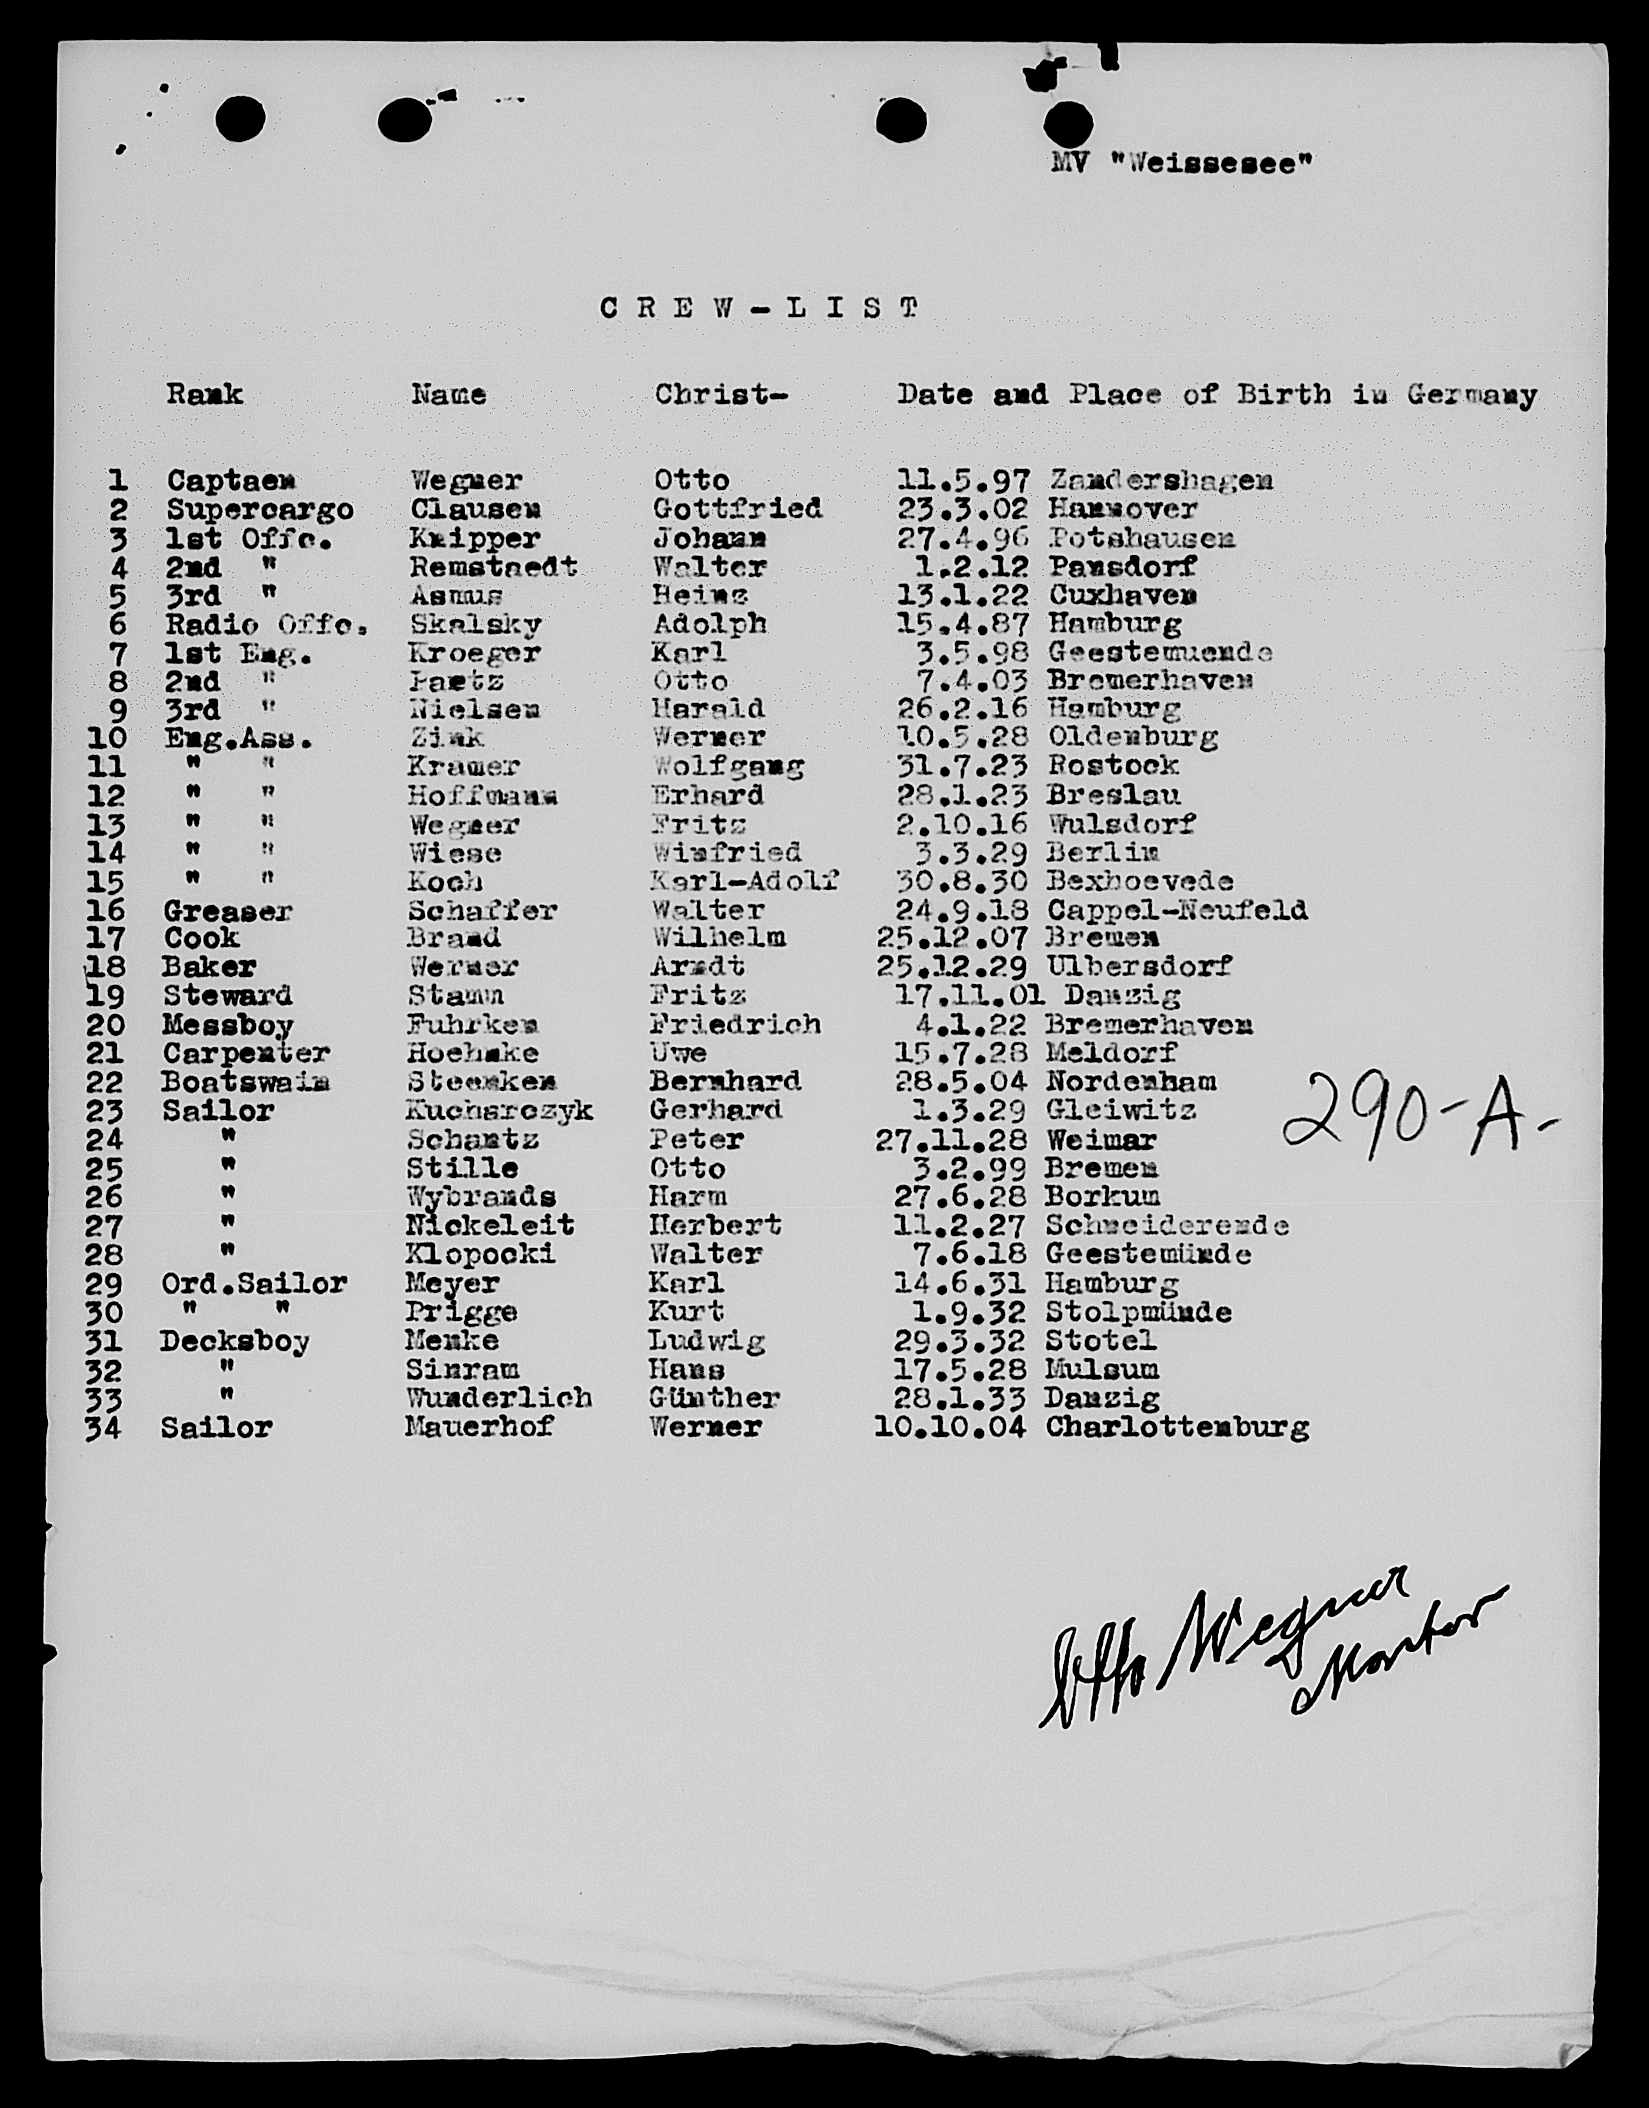 MV "Weissesee"
CREW-LIST
Rank Name Christ- Date and Place of Birth in Germany
1 Captaen Wegner Otto 11.5.97 Zandershagen
2 Supercargo Clausen Gottfried 23.3.02 Hannover
3 1st Offc. Knipper Johann 27.4.96 Potshausen
4 2nd " Remstaedt Walter 1.2.12 Pansdorf
5 3rd " Asmus Heinz 13.1.22 Cuxhaven
6 Radio Offc. Skalsky Adolph 15.4.87 Hamburg
7 1st Eng. Kroeger Karl 3.5.98 Geestemuende
8 2nd " Otto 7.4.03 Bremerhaven
9 3rd " Nielsen Harald 26.2.16 Hamburg
10 Eng.Ass. Zink Werner 10.5.28 Oldenburg
11 " " Kramer Wolfgang 31.7.23 Rostock
12 " " Hoffmann Erhard 28.1.23 Breslau
13 " " Wegner Fritz 2.10.16 Wulsdorf
14 " " Wiese Winfried 3.3.29 Berlin
15 " " Koch Karl-Adolf 30.8.30 Bexhoevede
16 Greaser Schaffer Walter 24.9.18 Cappel-Neufeld
17 Cook Brand Wilhelm 25.12.07 Bremen
18 Baker Werner Arndt 25.12.29 Ulbersdorf
19 Steward Stamm Fritz 17.11.01 Danzig
20 Messboy Fuhrken Friedrich 4.1.22 Bremerhaven
21 Carpenter Hoehnke Uwe 15.7.28 Meldorf
22 Boatswain Steenken Bernhard 28.5.04 Nordenham
23 Sailor Kucharczyk Gerhard 1.3.29 Gleiwitz
290-A-
24 " Schantz Peter 27.11.28 Weimar
25 " Stille Otto 3.2.99 Bremen
26 " Wybrands Harm 27.6.28 Borkum
27 " Nickeleit Herbert 11.2.27 Schneiderende
28 " Klopocki Walter 7.6.18 Geestemünde
29 Ord.Sailor Meyer Karl 14.6.31 Hamburg
30 " " Prigge Kurt 1.9.32 Stolpmünde
31 Decksboy Menke Ludwig 29.3.32 Stotel
32 " Sinram Hans 17.5.28 Mulsum
33 " Wunderlich Günther 28.1.33 Danzig
34 Sailor Mauerhof Werner 10.10.04 Charlottenburg
Otto Wegner
Master